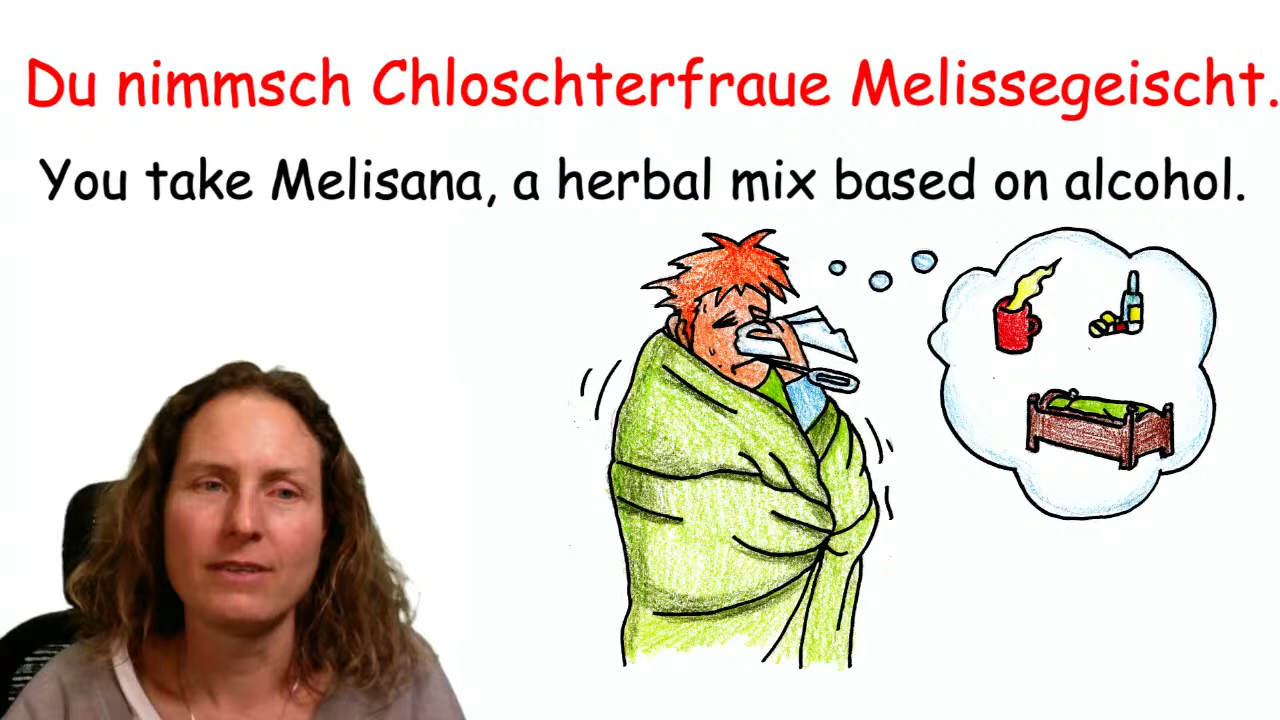 Du nimmsch Chloschterfraue Melissegeischt.
You take Melisana, a herbal mix based on alcohol.